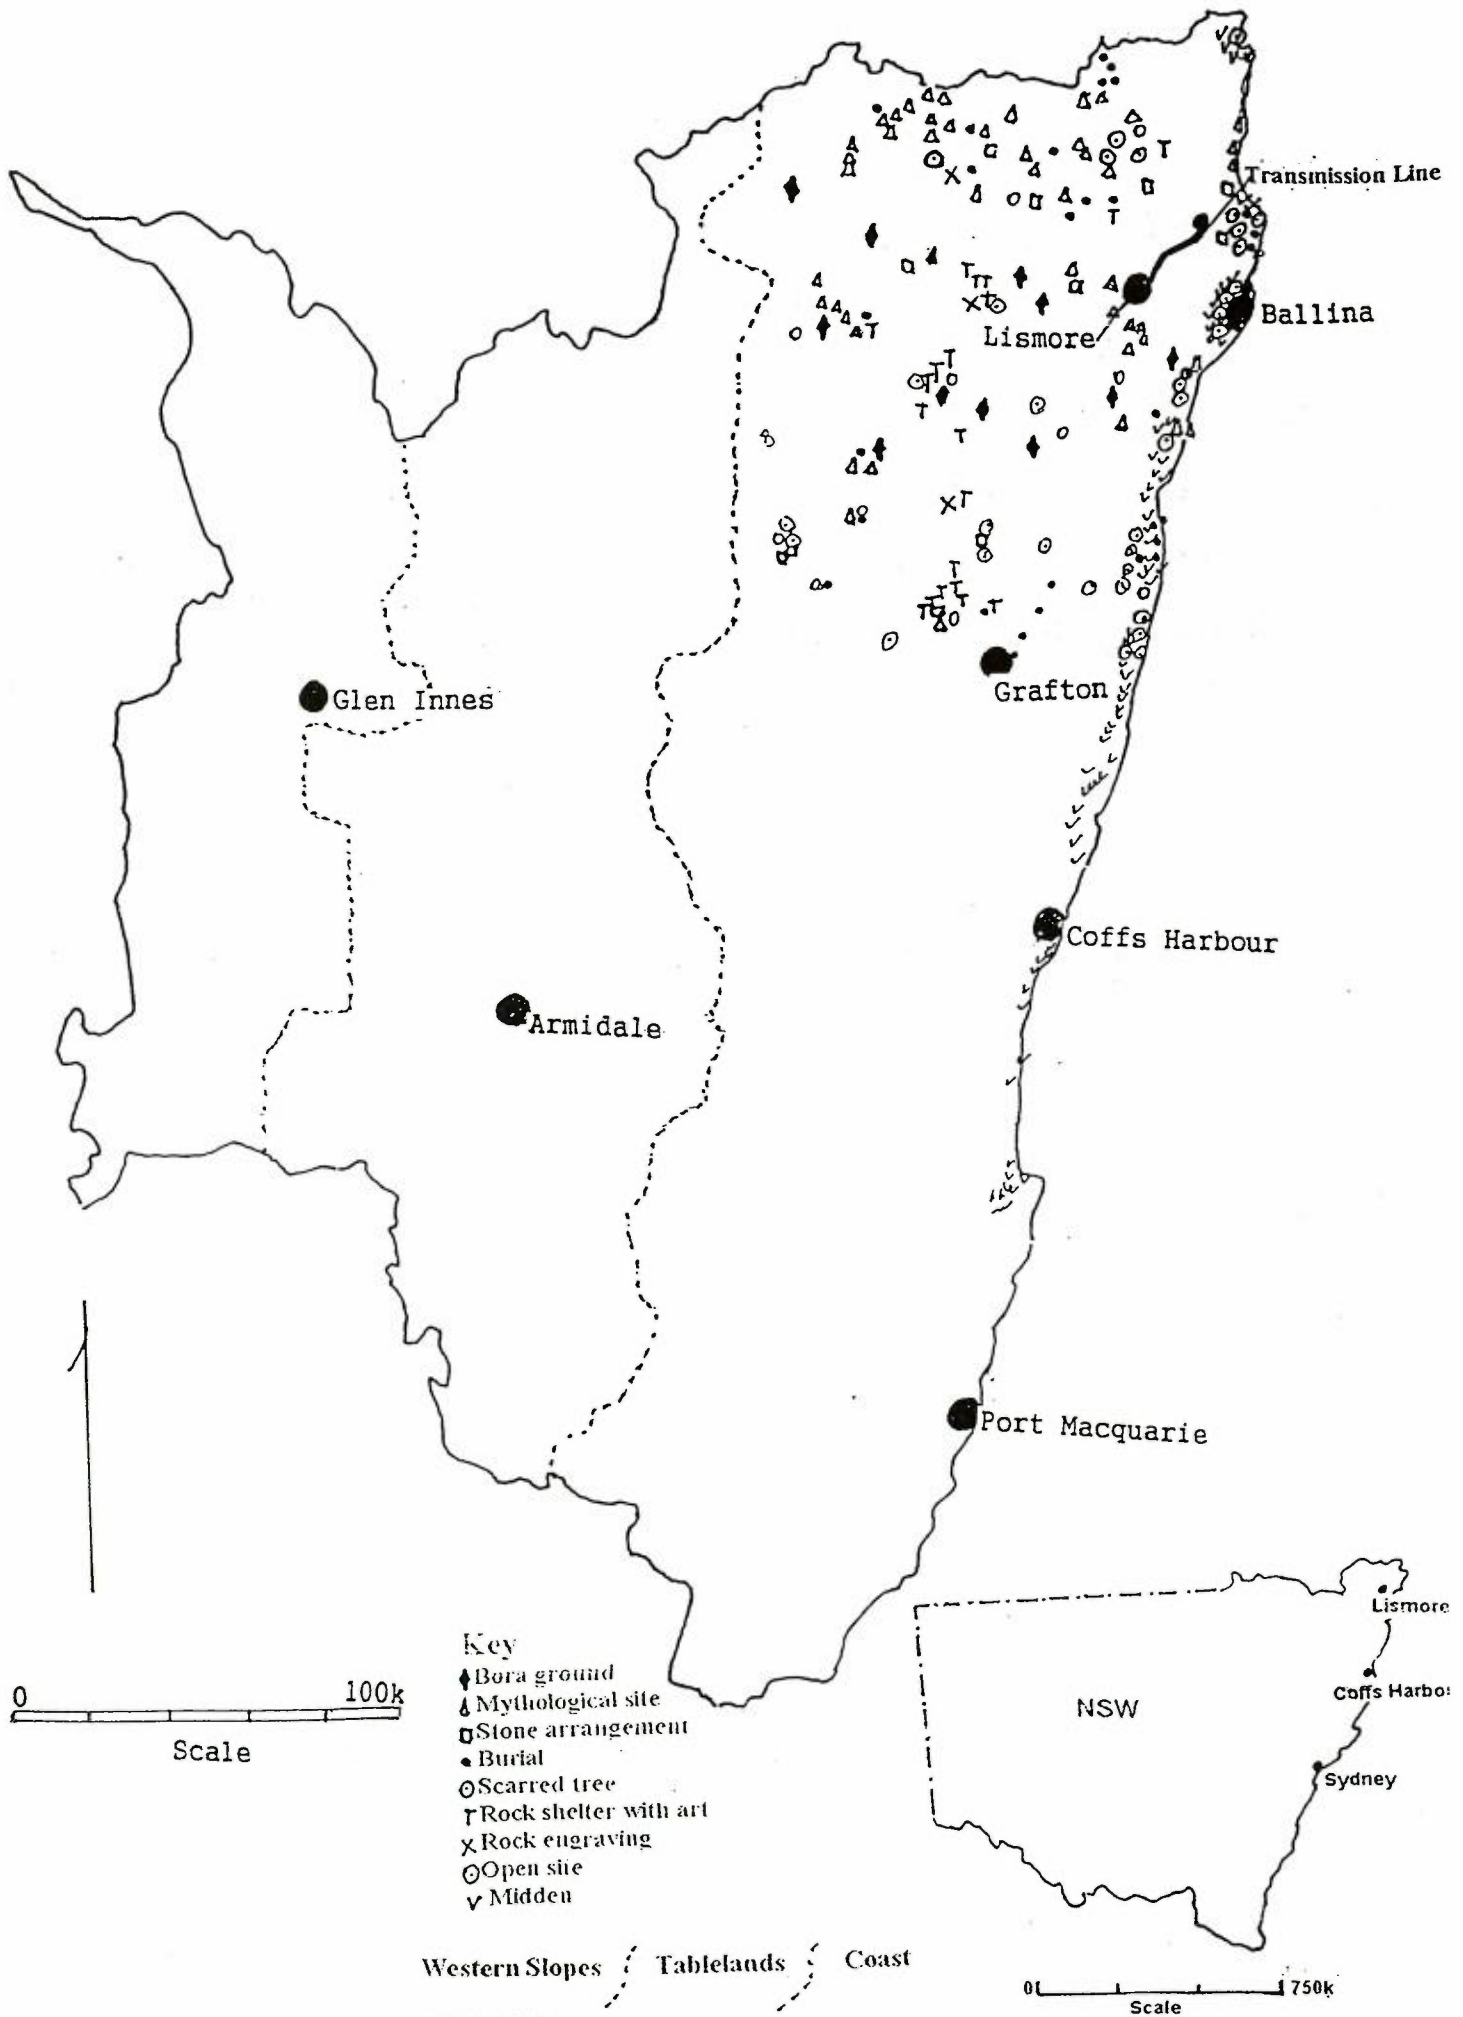 Transmission Line
Ballina
Lismore
Glen Innes
Grafton
Coffs Harbour
Armidale
Port Macquarie
0 100k
Scale
Key
Bora ground
Mythological site
Stone arrangement
Burial
Scarred tree
Rock shelter with art
Rock engraving
Open site
Midden
Western Slopes Tablelands Coast
Lismore
Coffs Harbo
NSW
Sydney
0 750k
Scale